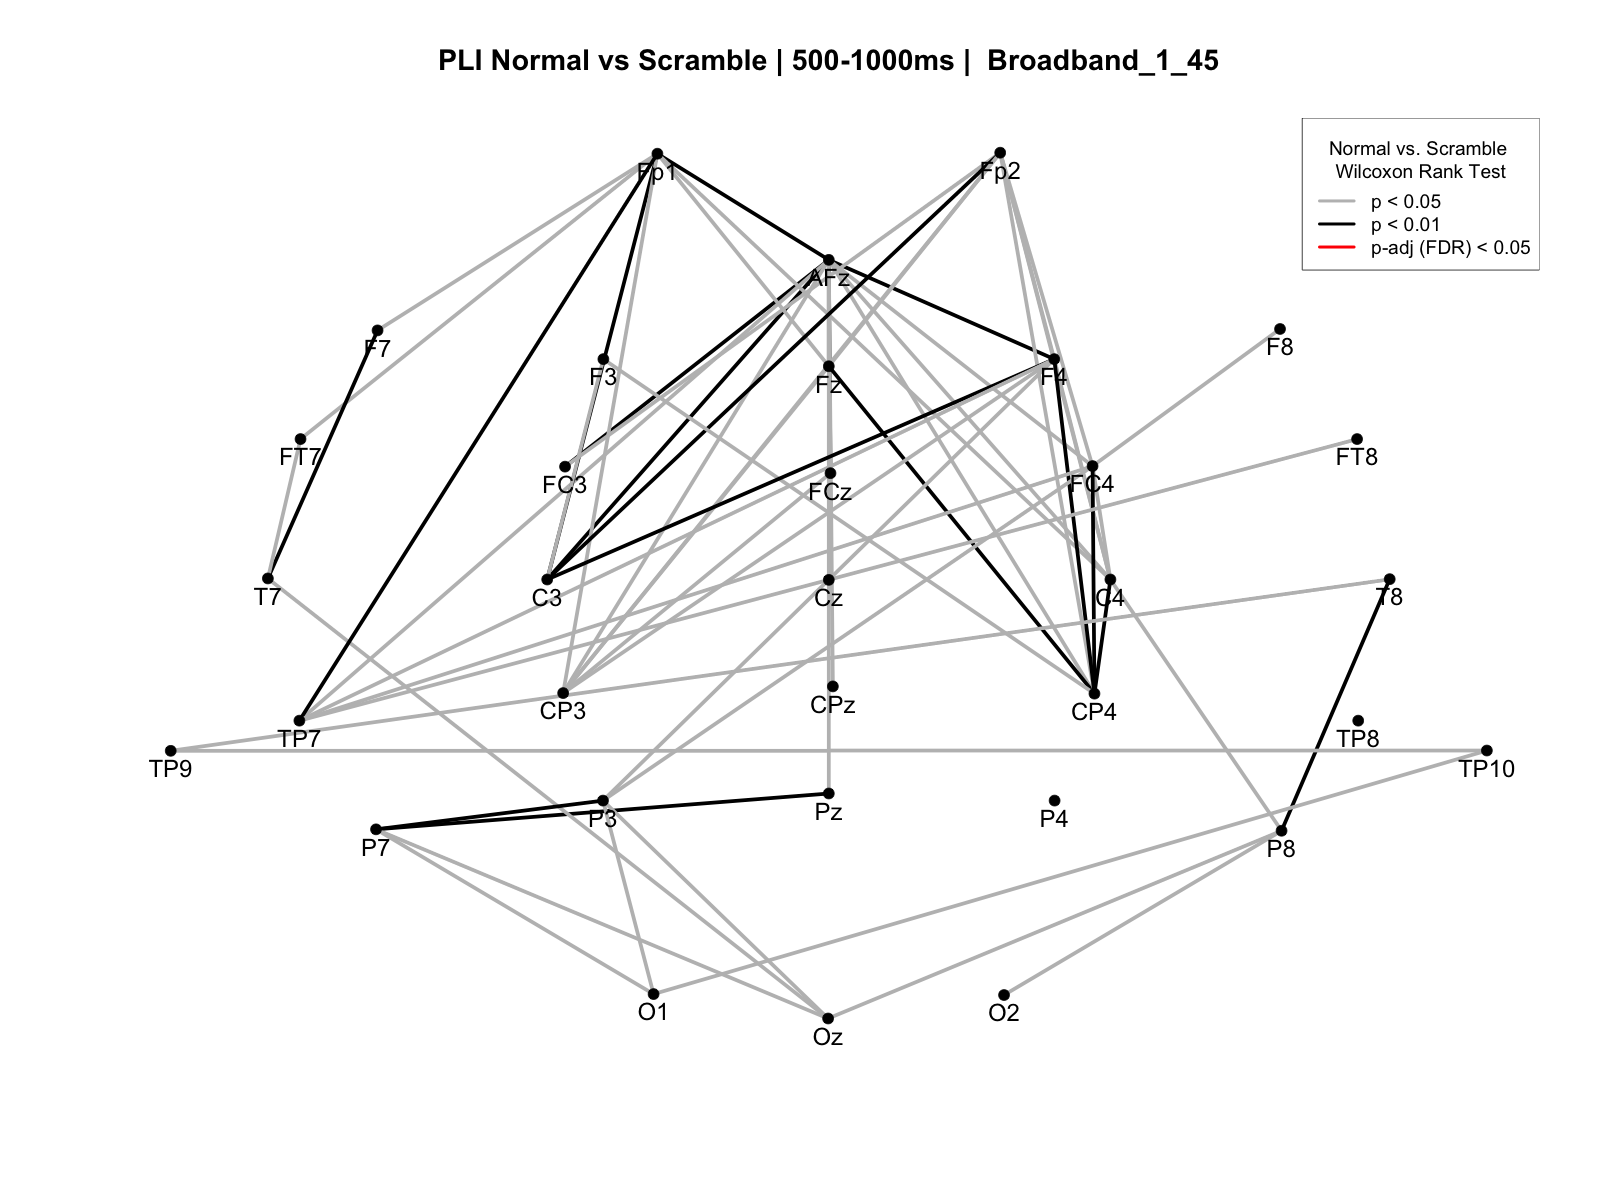 PLI Normal vs Scramble | 500-1000ms |  Broadband_1_45
Normal vs. Scramble
Wilcoxon Rank Test
p < 0.05
p < 0.01
p-adj (FDR) < 0.05
Fp1
Fp2
AFz
F7
F3
Fz
F4
F8
FT7
FC3
FCz
FC4
FT8
T7
C3
Cz
C4
T8
TP9
TP7
CP3
CPz
CP4
TP8
TP10
P7
P3
Pz
P4
P8
O1
Oz
O2